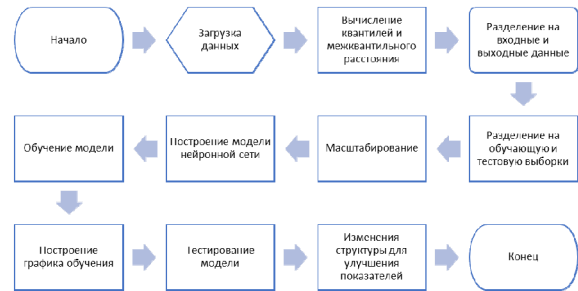 Начало
Загрузка
данных
Вычисление
квантилей и
межквантильного
расстояния
Разделение на
входные и
выходные данные
Разделение на
обучающую и
тестовую выборки
Масштабирование
Построение модели
нейронной сети
Обучение модели
Построение
графика обучения
Тестирование
модели
Изменения
структуры для
улучшения
показателей
Конец